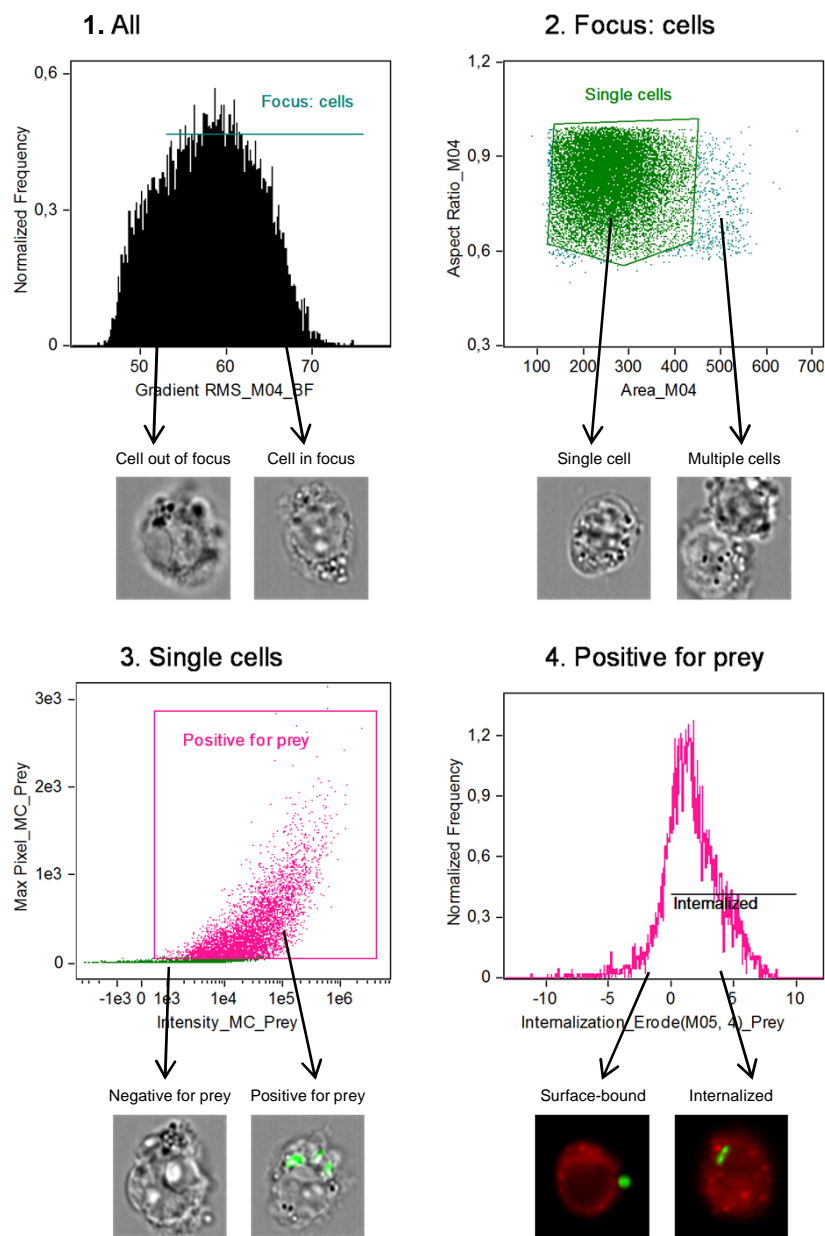 1. All
0,6
0,3
0
Normalized Frequency
Focus: cells
50 60 70
Gradient RMS_M04_BF
Cell out of focus Cell in focus
2. Focus: cells
1,2
0,9
0,6
0,3
Aspect Ratio_M04
Single cells
100 200 300 400 500 600 700
Area_M04
Single cell Multiple cells
3. Single cells
3e3
2e3
1e3
0
Max Pixel_MC_Prey
Positive for prey
-1e3 0 1e3 1e4 1e5 1e6
Intensity_MC_Prey
Negative for prey Positive for prey
4. Positive for prey
1,2
0,9
0,6
0,3
0
Normalized Frequency
Internalized
-10 -5 0 5 10
Internalization_Erode(M05, 4)_Prey
Surface-bound Internalized